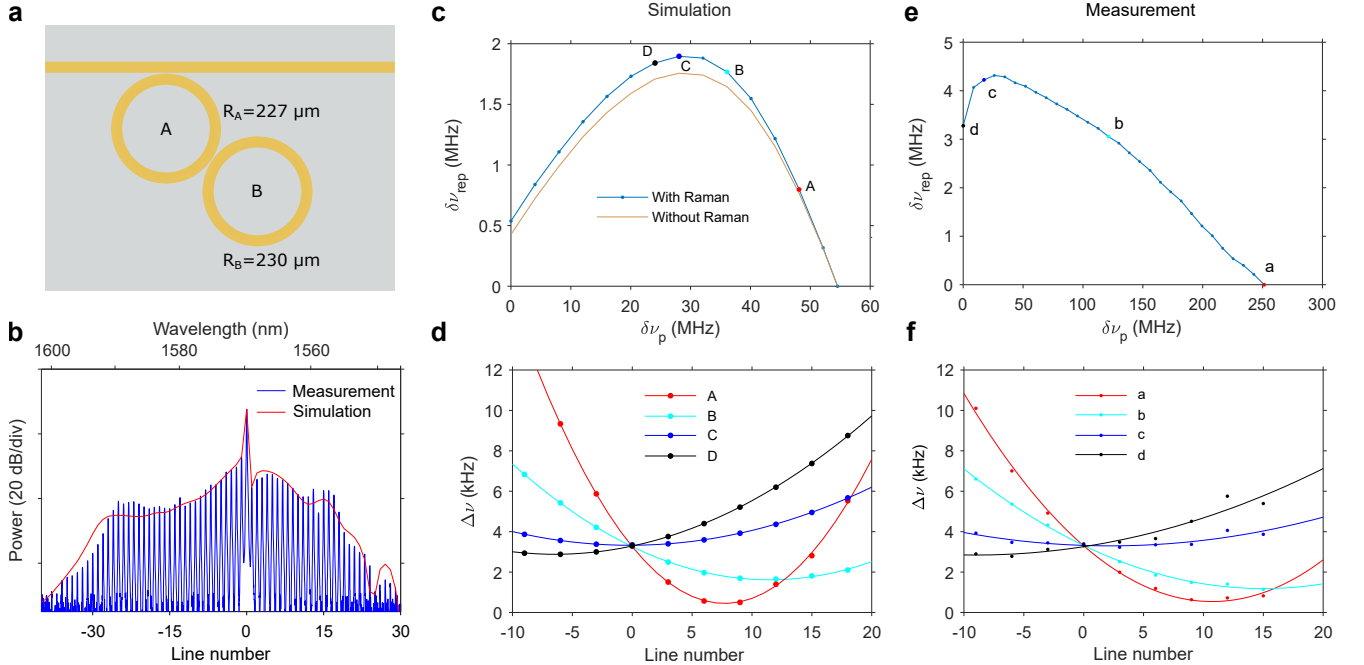 a
A
R_A=227 μm
B
R_B=230 μm
b
Wavelength (nm)
1600 1580 1560
Measurement
Simulation
Power (20 dB/div)
-30 -15 0 15 30
Line number
c
Simulation
2
1.5
1
0.5
0
D
C
B
A
With Raman
Without Raman
δν_rep (MHz)
0 10 20 30 40 50 60
δν_p (MHz)
d
12
10
8
6
4
2
0
A
B
C
D
Δν (kHz)
-10 -5 0 5 10 15 20
Line number
e
Measurement
5
4
3
2
1
0
c
d
b
a
δν_rep (MHz)
0 50 100 150 200 250 300
δν_p (MHz)
f
12
10
8
6
4
2
0
a
b
c
d
Δν (kHz)
-10 -5 0 5 10 15 20
Line number